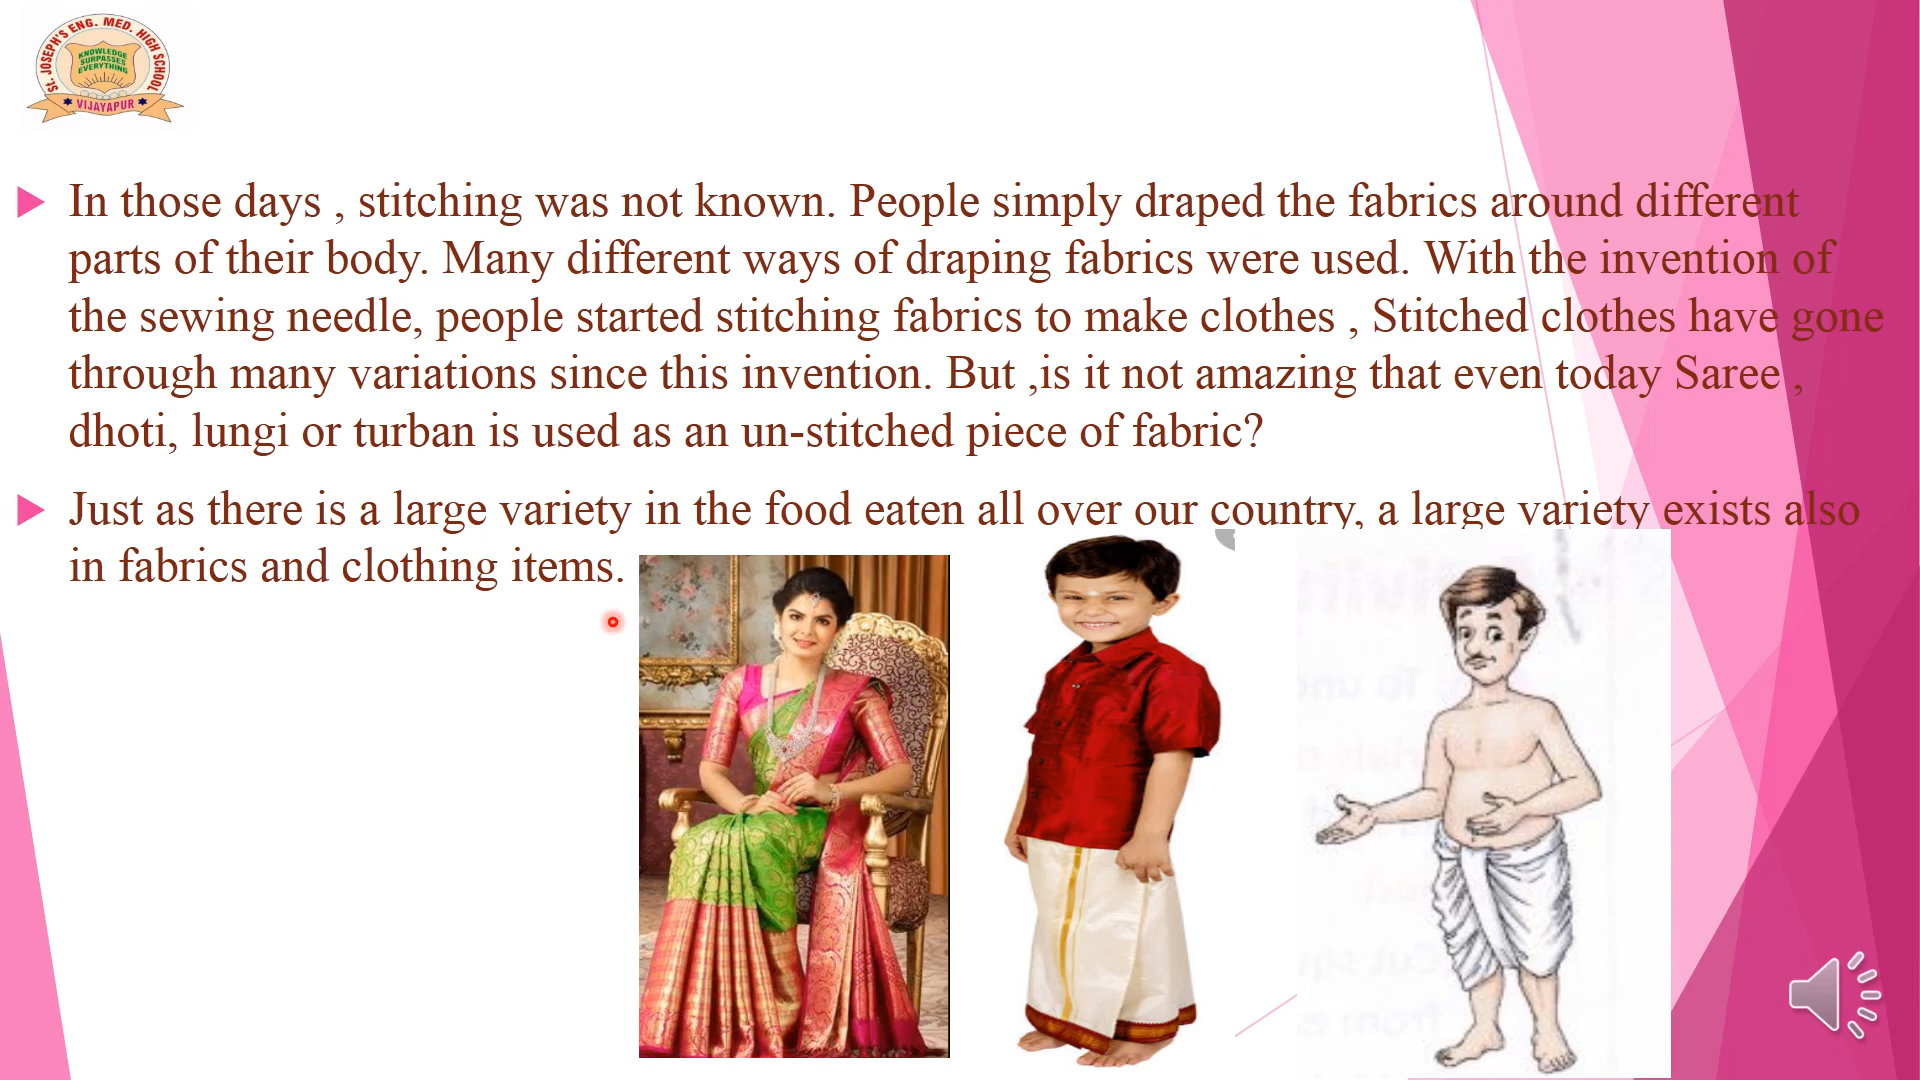 ST. JOSEPH'S ENG. MED. HIGH SCHOOL
KNOWLEDGE
SURPASSES
EVERYTHING
VIJAYAPUR
In those days , stitching was not known. People simply draped the fabrics around different
parts of their body. Many different ways of draping fabrics were used. With the invention of
the sewing needle, people started stitching fabrics to make clothes , Stitched clothes have gone
through many variations since this invention. But ,is it not amazing that even today Saree ,
dhoti, lungi or turban is used as an un-stitched piece of fabric?
Just as there is a large variety in the food eaten all over our country, a large variety exists also
in fabrics and clothing items.